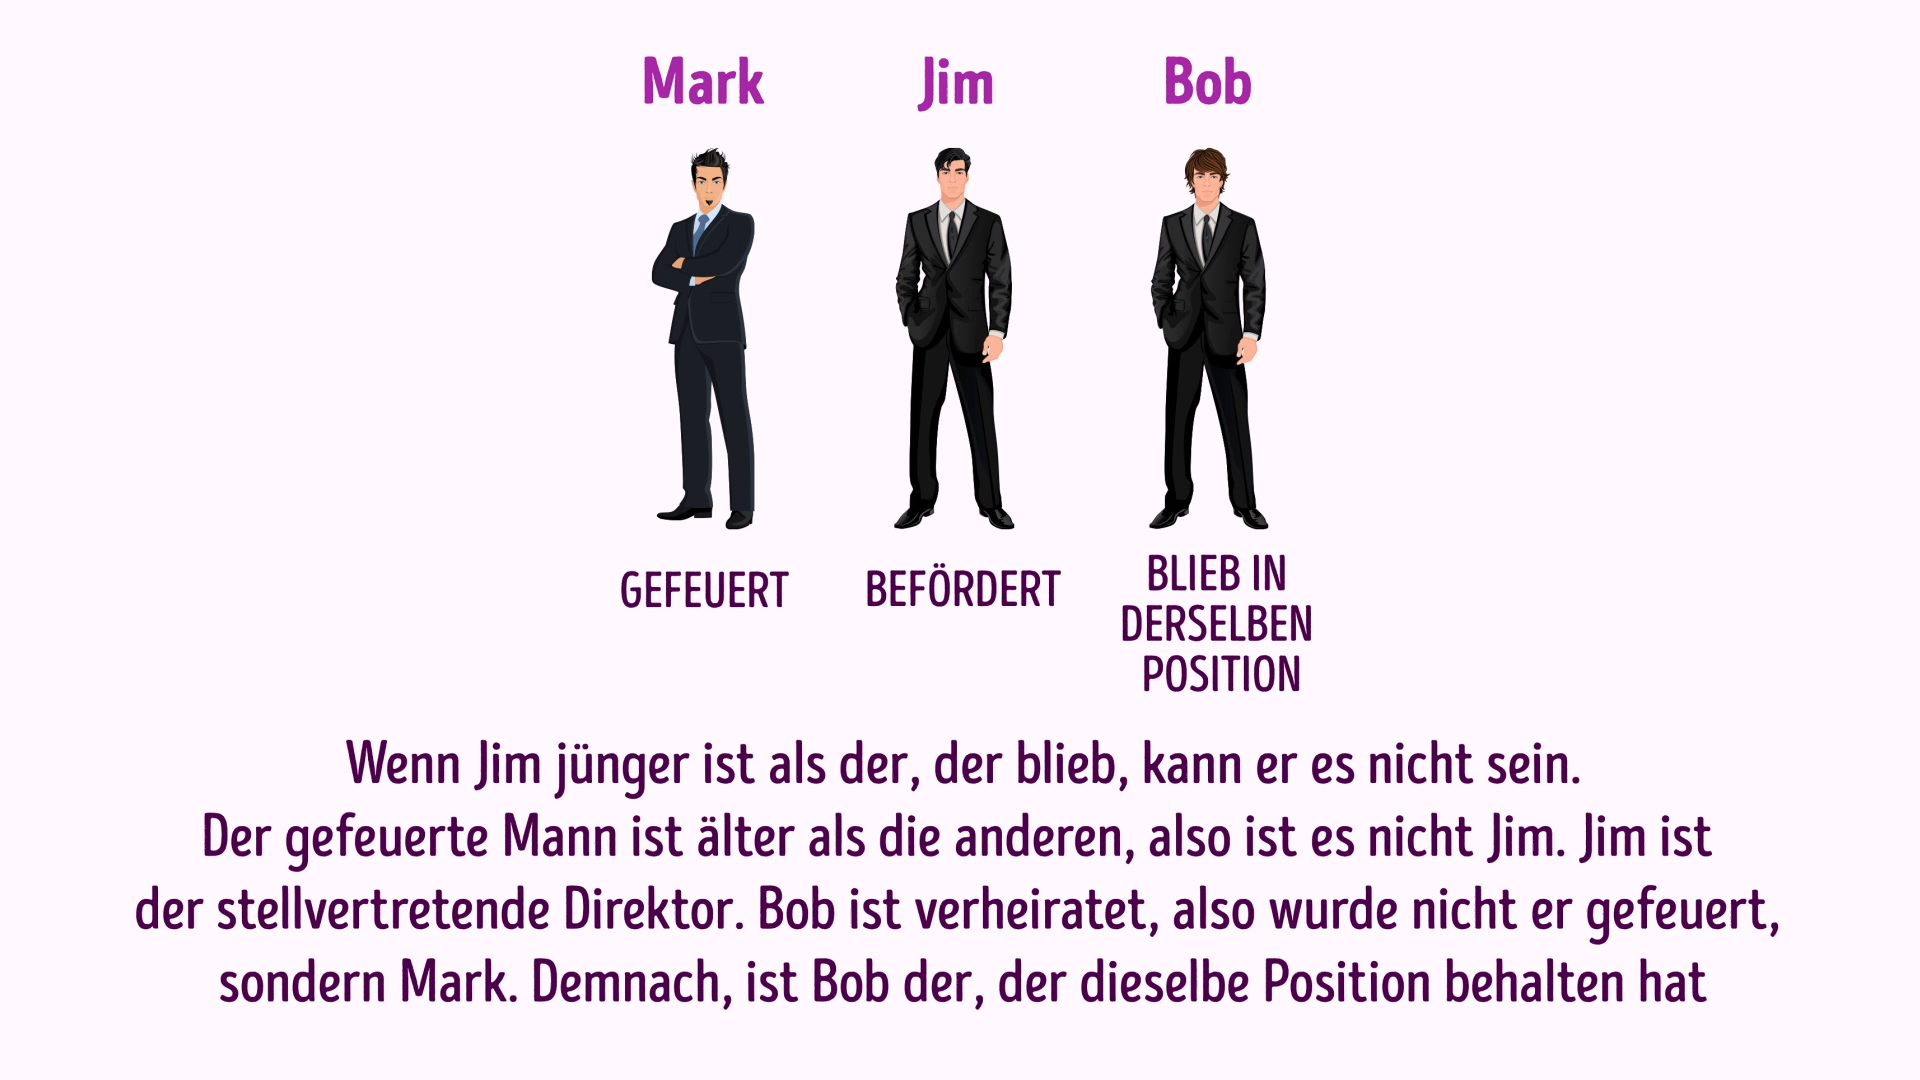 Mark Jim Bob
GEFEUERT
BEFÖRDERT
BLIEB IN
DERSELBEN
POSITION
Wenn Jim jünger ist als der, der blieb, kann er es nicht sein.
Der gefeuerte Mann ist älter als die anderen, also ist es nicht Jim. Jim ist
der stellvertretende Direktor. Bob ist verheiratet, also wurde nicht er gefeuert,
sondern Mark. Demnach, ist Bob der, der dieselbe Position behalten hat